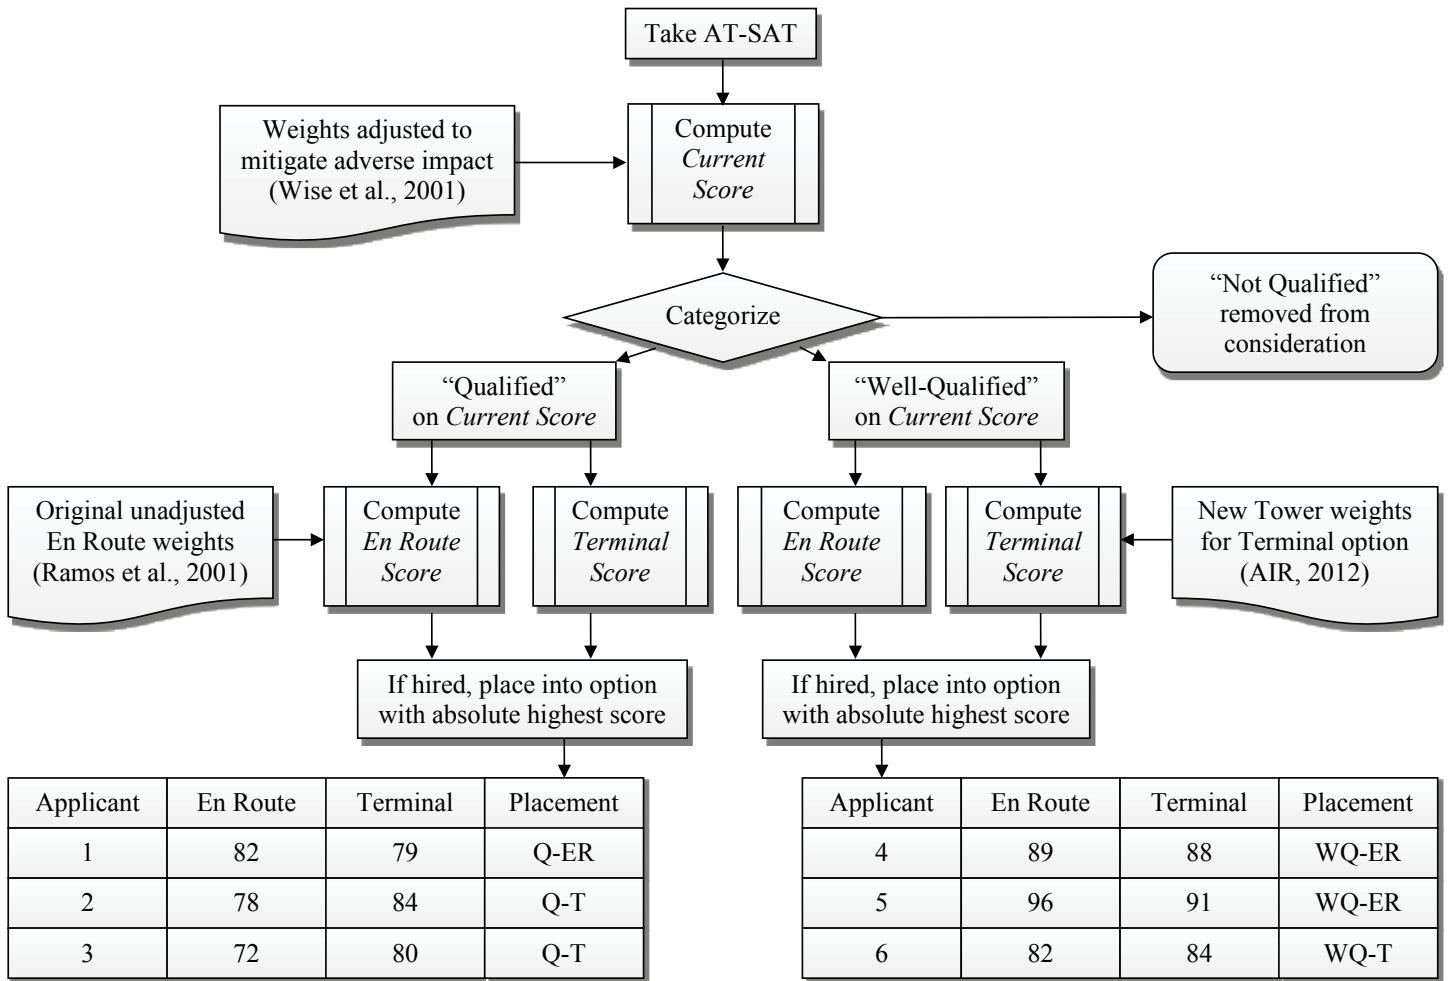 Take AT-SAT
Weights adjusted to
mitigate adverse impact
(Wise et al., 2001)
Compute
Current
Score
Categorize
“Not Qualified”
removed from
consideration
“Qualified”
on Current Score
“Well-Qualified”
on Current Score
Original unadjusted
En Route weights
(Ramos et al., 2001)
Compute
En Route
Score
Compute
Terminal
Score
Compute
En Route
Score
Compute
Terminal
Score
New Tower weights
for Terminal option
(AIR, 2012)
If hired, place into option
with absolute highest score
If hired, place into option
with absolute highest score
Applicant En Route Terminal Placement
1 82 79 Q-ER
2 78 84 Q-T
3 72 80 Q-T
Applicant En Route Terminal Placement
4 89 88 WQ-ER
5 96 91 WQ-ER
6 82 84 WQ-T